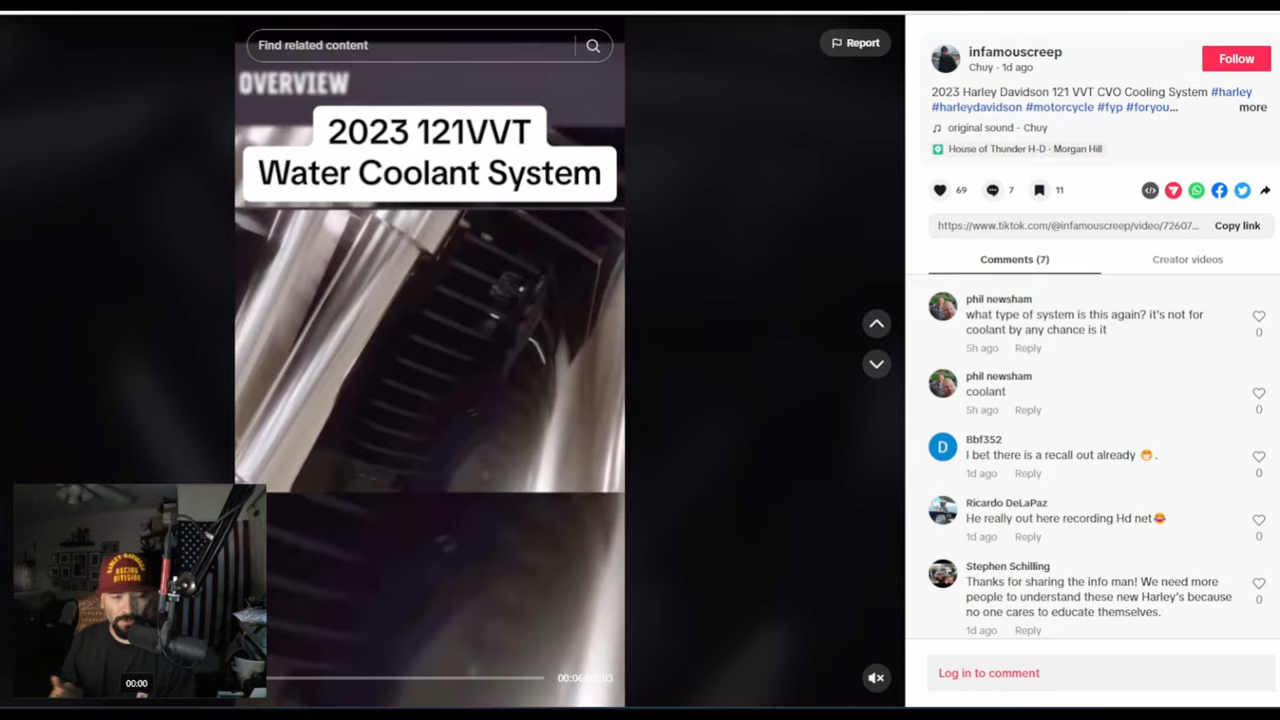 Find related content
Report
OVERVIEW
2023 121VVT
Water Coolant System
00:06/
00:00
HARLEY-DAVIDSON
RACING
DIVISION
infamouscreep
Chuy · 1d ago
Follow
2023 Harley Davidson 121 VVT CVO Cooling System #harley
#harleydavidson #motorcycle #fyp #foryou...
more
original sound - Chuy
House of Thunder H-D · Morgan Hill
69
7
11
https://www.tiktok.com/@infamouscreep/video/72607...
Copy link
Comments (7)
Creator videos
phil newsham
what type of system is this again? it's not for
coolant by any chance is it
0
5h ago Reply
phil newsham
coolant
0
5h ago Reply
D
Bbf352
I bet there is a recall out already 😁 .
0
1d ago Reply
Ricardo DeLaPaz
He really out here recording Hd net😂
0
1d ago Reply
Stephen Schilling
Thanks for sharing the info man! We need more
people to understand these new Harley's because
no one cares to educate themselves.
0
1d ago Reply
Log in to comment